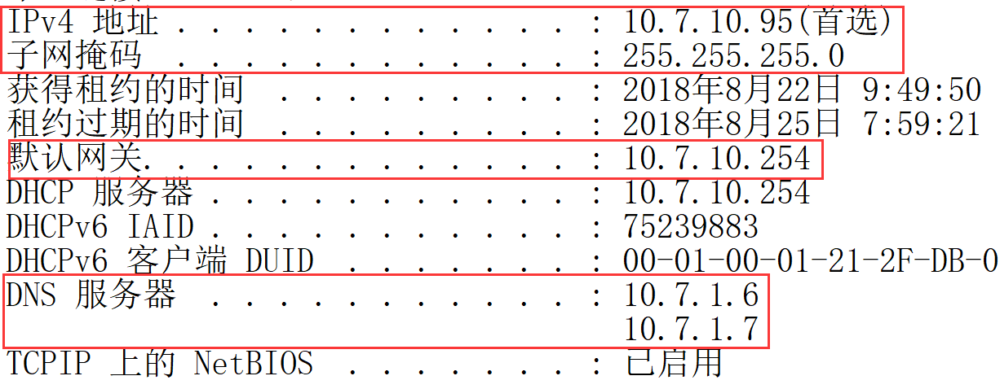 IPv4 地址 . . . . . . . . . . . . : 10.7.10.95(首选)
子网掩码 . . . . . . . . . . . . : 255.255.255.0
获得租约的时间 . . . . . . . . . : 2018年8月22日 9:49:50
租约过期的时间 . . . . . . . . . : 2018年8月25日 7:59:21
默认网关. . . . . . . . . . . . . : 10.7.10.254
DHCP 服务器 . . . . . . . . . . . : 10.7.10.254
DHCPv6 IAID . . . . . . . . . . . : 75239883
DHCPv6 客户端 DUID . . . . . . . : 00-01-00-01-21-2F-DB-0
DNS 服务器 . . . . . . . . . . . : 10.7.1.6
10.7.1.7
TCPIP 上的 NetBIOS . . . . . . . : 已启用